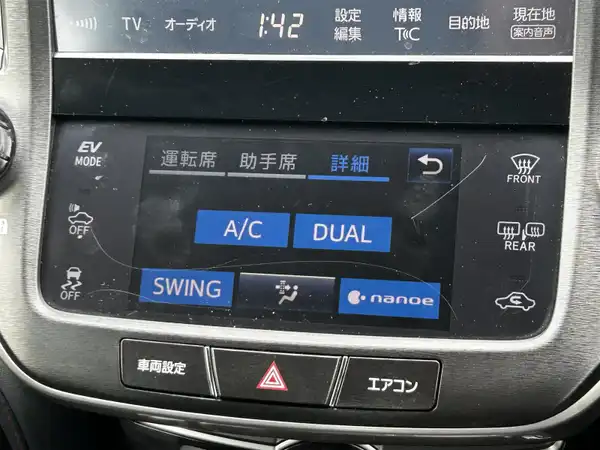 TV オーディオ 1:42 設定編集 情報T&C 目的地 現在地
案内音声
EV MODE
運転席 助手席 詳細
FRONT
OFF
A/C DUAL
REAR
OFF
SWING nanoe
車両設定 エアコン